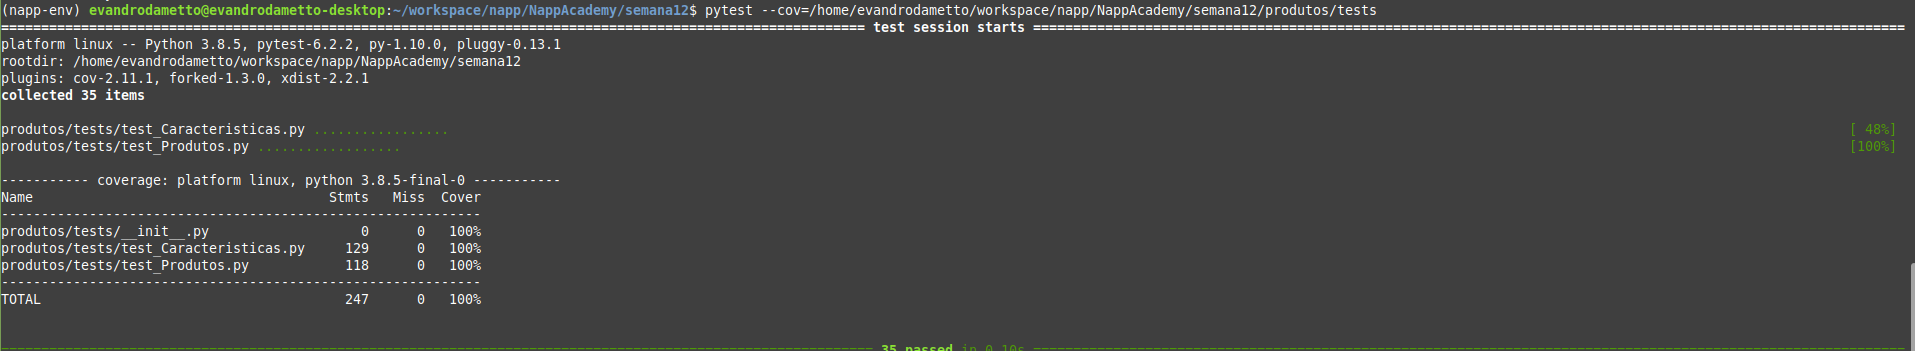 (napp-env) evandrodametto@evandrodametto-desktop:~/workspace/napp/NappAcademy/semana12$ pytest --cov=/home/evandrodametto/workspace/napp/NappAcademy/semana12/produtos/tests
============================== test session starts ==============================
platform linux -- Python 3.8.5, pytest-6.2.2, py-1.10.0, pluggy-0.13.1
rootdir: /home/evandrodametto/workspace/napp/NappAcademy/semana12
plugins: cov-2.11.1, forked-1.3.0, xdist-2.2.1
collected 35 items
produtos/tests/test_Caracteristicas.py ................. [ 48%]
produtos/tests/test_Produtos.py .................. [100%]
----------- coverage: platform linux, python 3.8.5-final-0 -----------
Name Stmts Miss Cover
------------------------------------------------------------
produtos/tests/__init__.py 0 0 100%
produtos/tests/test_Caracteristicas.py 129 0 100%
produtos/tests/test_Produtos.py 118 0 100%
------------------------------------------------------------
TOTAL 247 0 100%
============================== 35 passed in 0.10s ==============================